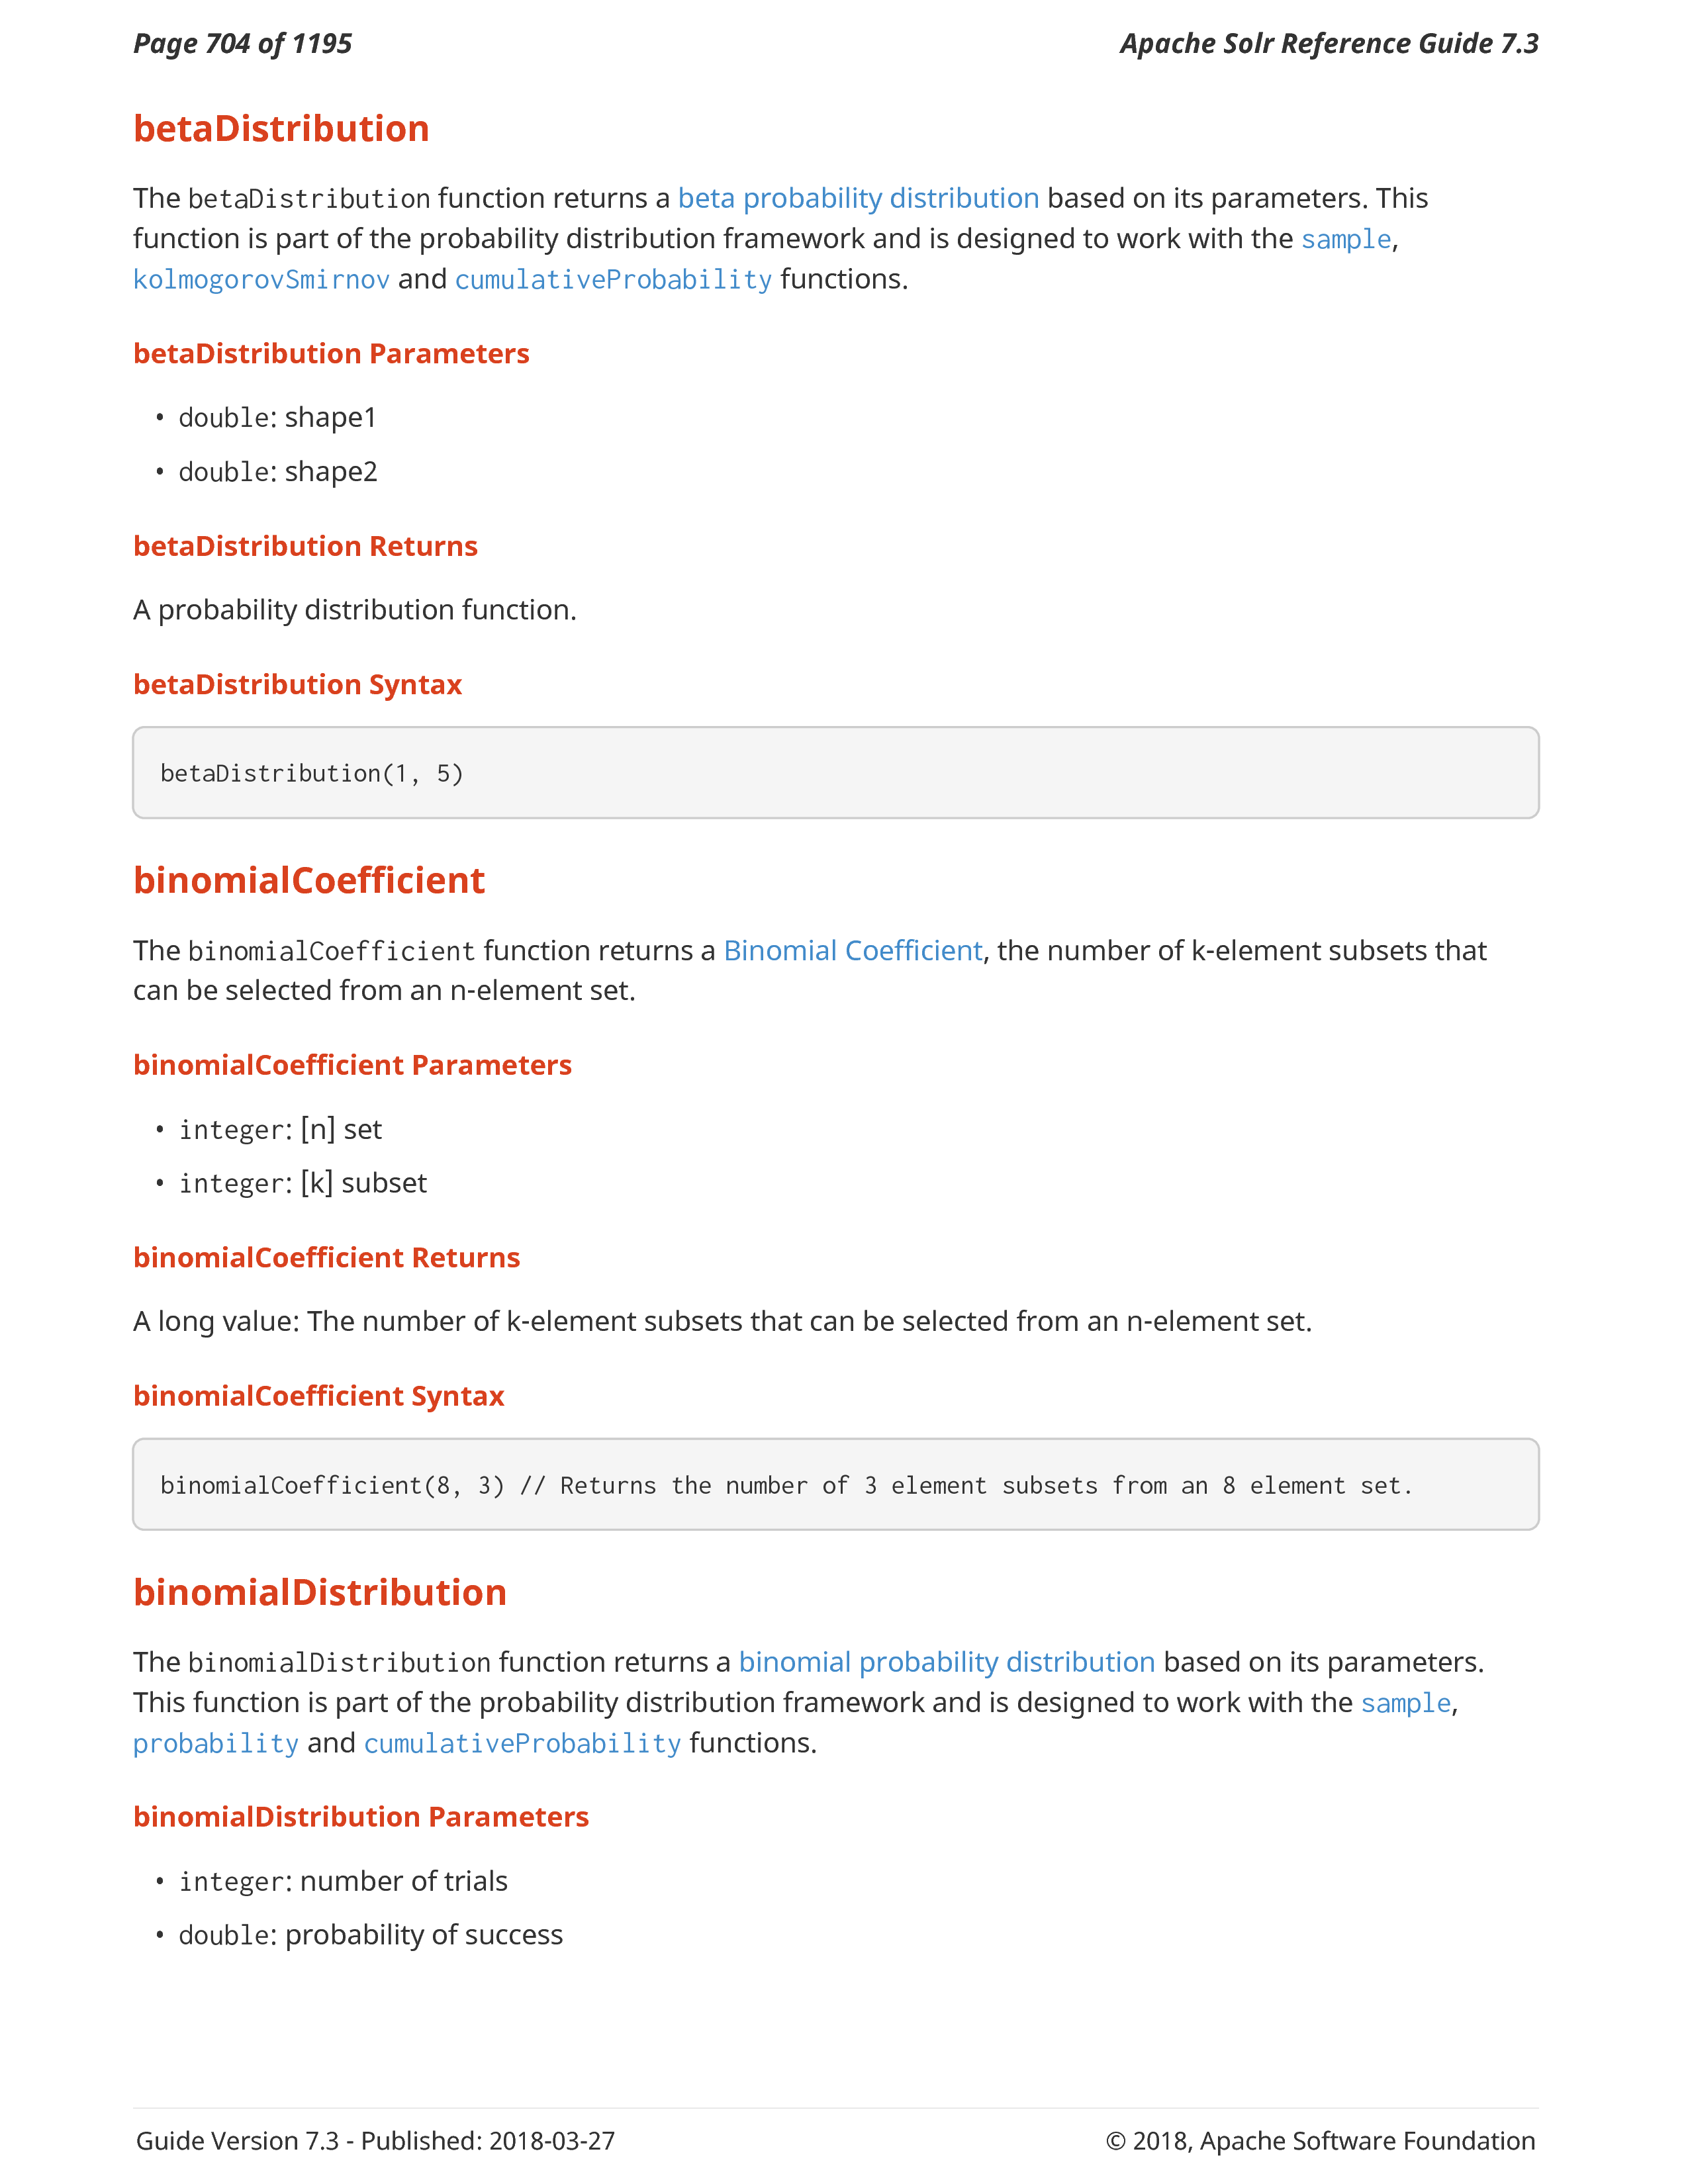 Page 704 of 1195
Apache Solr Reference Guide 7.3
betaDistribution
The betaDistribution function returns a beta probability distribution based on its parameters. This
function is part of the probability distribution framework and is designed to work with the sample,
kolmogorovSmirnov and cumulativeProbability functions.
betaDistribution Parameters
• double: shape1
• double: shape2
betaDistribution Returns
A probability distribution function.
betaDistribution Syntax
betaDistribution(1, 5)
binomialCoefficient
The binomialCoefficient function returns a Binomial Coefficient, the number of k-element subsets that
can be selected from an n-element set.
binomialCoefficient Parameters
• integer: [n] set
• integer: [k] subset
binomialCoefficient Returns
A long value: The number of k-element subsets that can be selected from an n-element set.
binomialCoefficient Syntax
binomialCoefficient(8, 3) // Returns the number of 3 element subsets from an 8 element set.
binomialDistribution
The binomialDistribution function returns a binomial probability distribution based on its parameters.
This function is part of the probability distribution framework and is designed to work with the sample,
probability and cumulativeProbability functions.
binomialDistribution Parameters
• integer: number of trials
• double: probability of success
Guide Version 7.3 - Published: 2018-03-27
© 2018, Apache Software Foundation